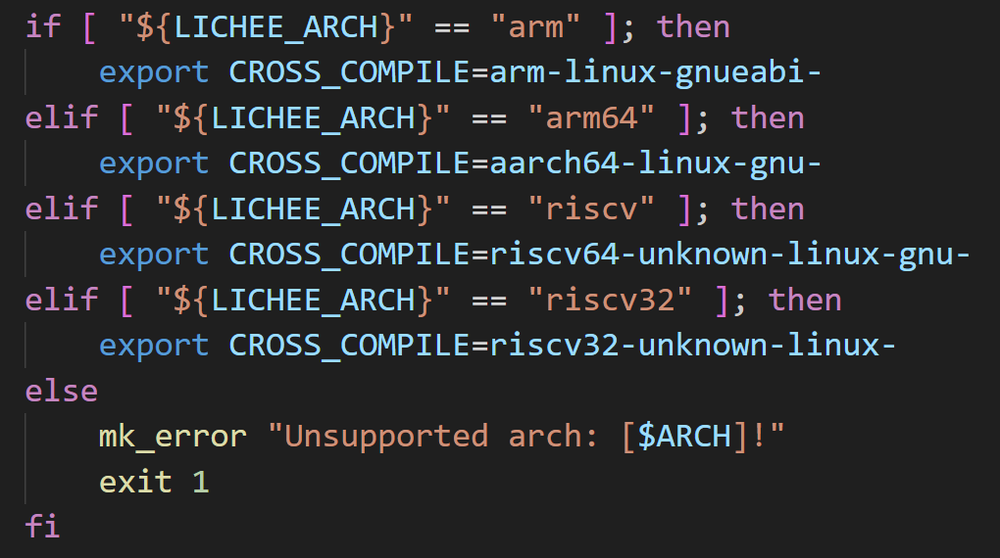 if [ "${LICHEE_ARCH}" == "arm" ]; then
    export CROSS_COMPILE=arm-linux-gnueabi-
elif [ "${LICHEE_ARCH}" == "arm64" ]; then
    export CROSS_COMPILE=aarch64-linux-gnu-
elif [ "${LICHEE_ARCH}" == "riscv" ]; then
    export CROSS_COMPILE=riscv64-unknown-linux-gnu-
elif [ "${LICHEE_ARCH}" == "riscv32" ]; then
    export CROSS_COMPILE=riscv32-unknown-linux-
else
    mk_error "Unsupported arch: [$ARCH]!"
    exit 1
fi